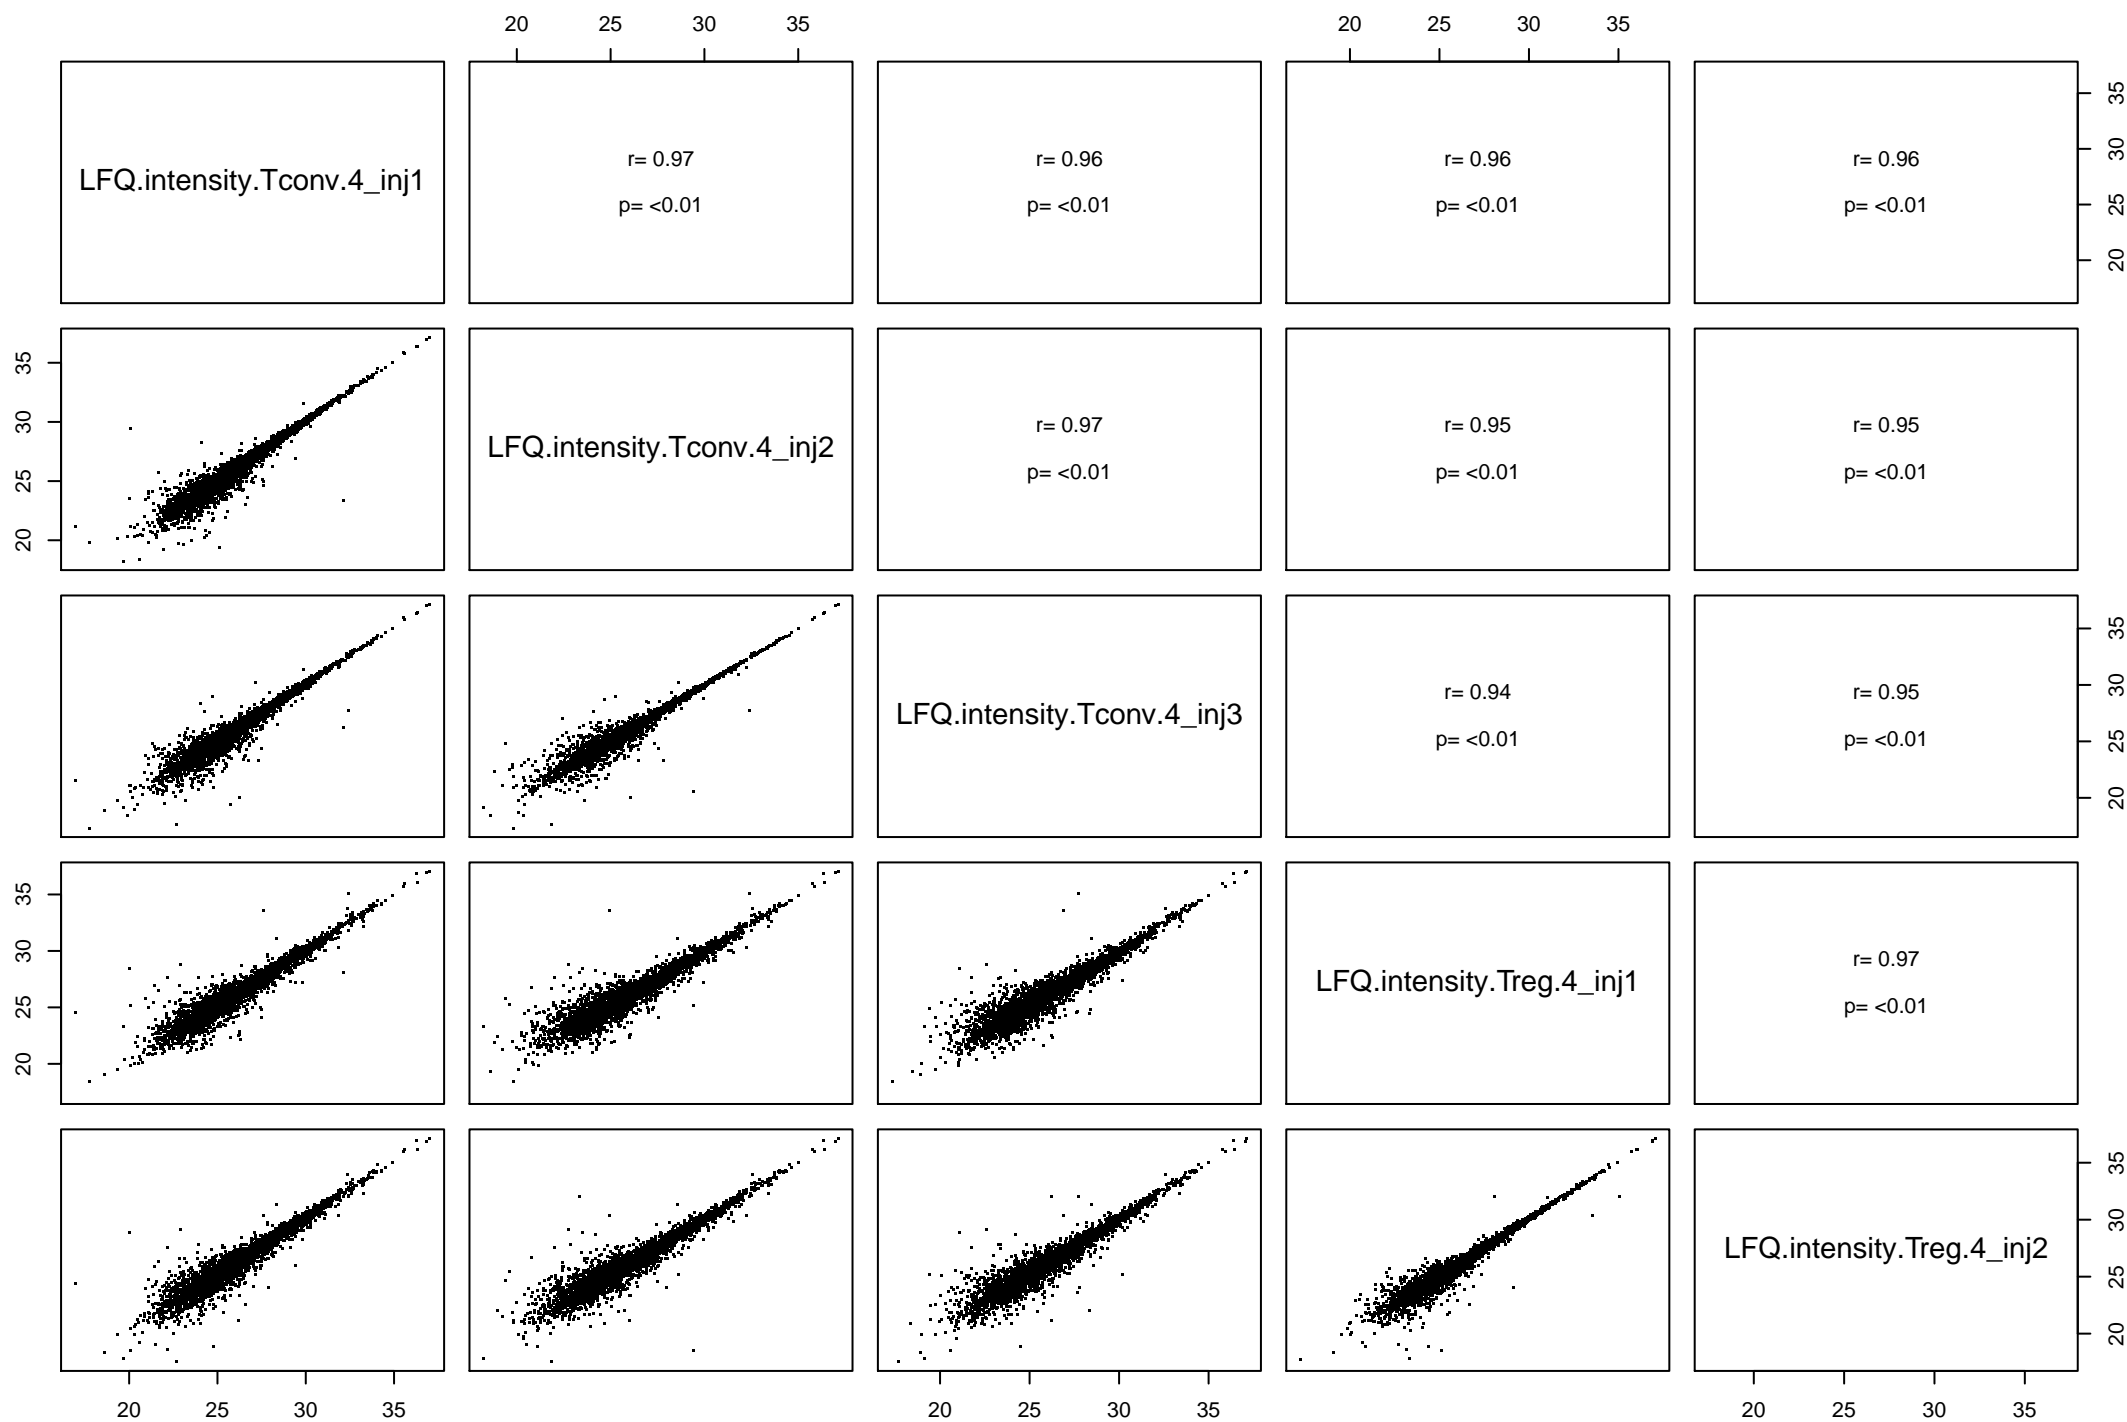 20 25 30 35 20 25 30 35
LFQ.intensity.Tconv.4_inj1
r= 0.97
p= <0.01
r= 0.96
p= <0.01
r= 0.96
p= <0.01
r= 0.96
p= <0.01
20 25 30 35
20 25 30 35
LFQ.intensity.Tconv.4_inj2
r= 0.97
p= <0.01
r= 0.95
p= <0.01
r= 0.95
p= <0.01
LFQ.intensity.Tconv.4_inj3
r= 0.94
p= <0.01
r= 0.95
p= <0.01
20 25 30 35
20 25 30 35
LFQ.intensity.Treg.4_inj1
r= 0.97
p= <0.01
LFQ.intensity.Treg.4_inj2
20 25 30 35
20 25 30 35 20 25 30 35 20 25 30 35